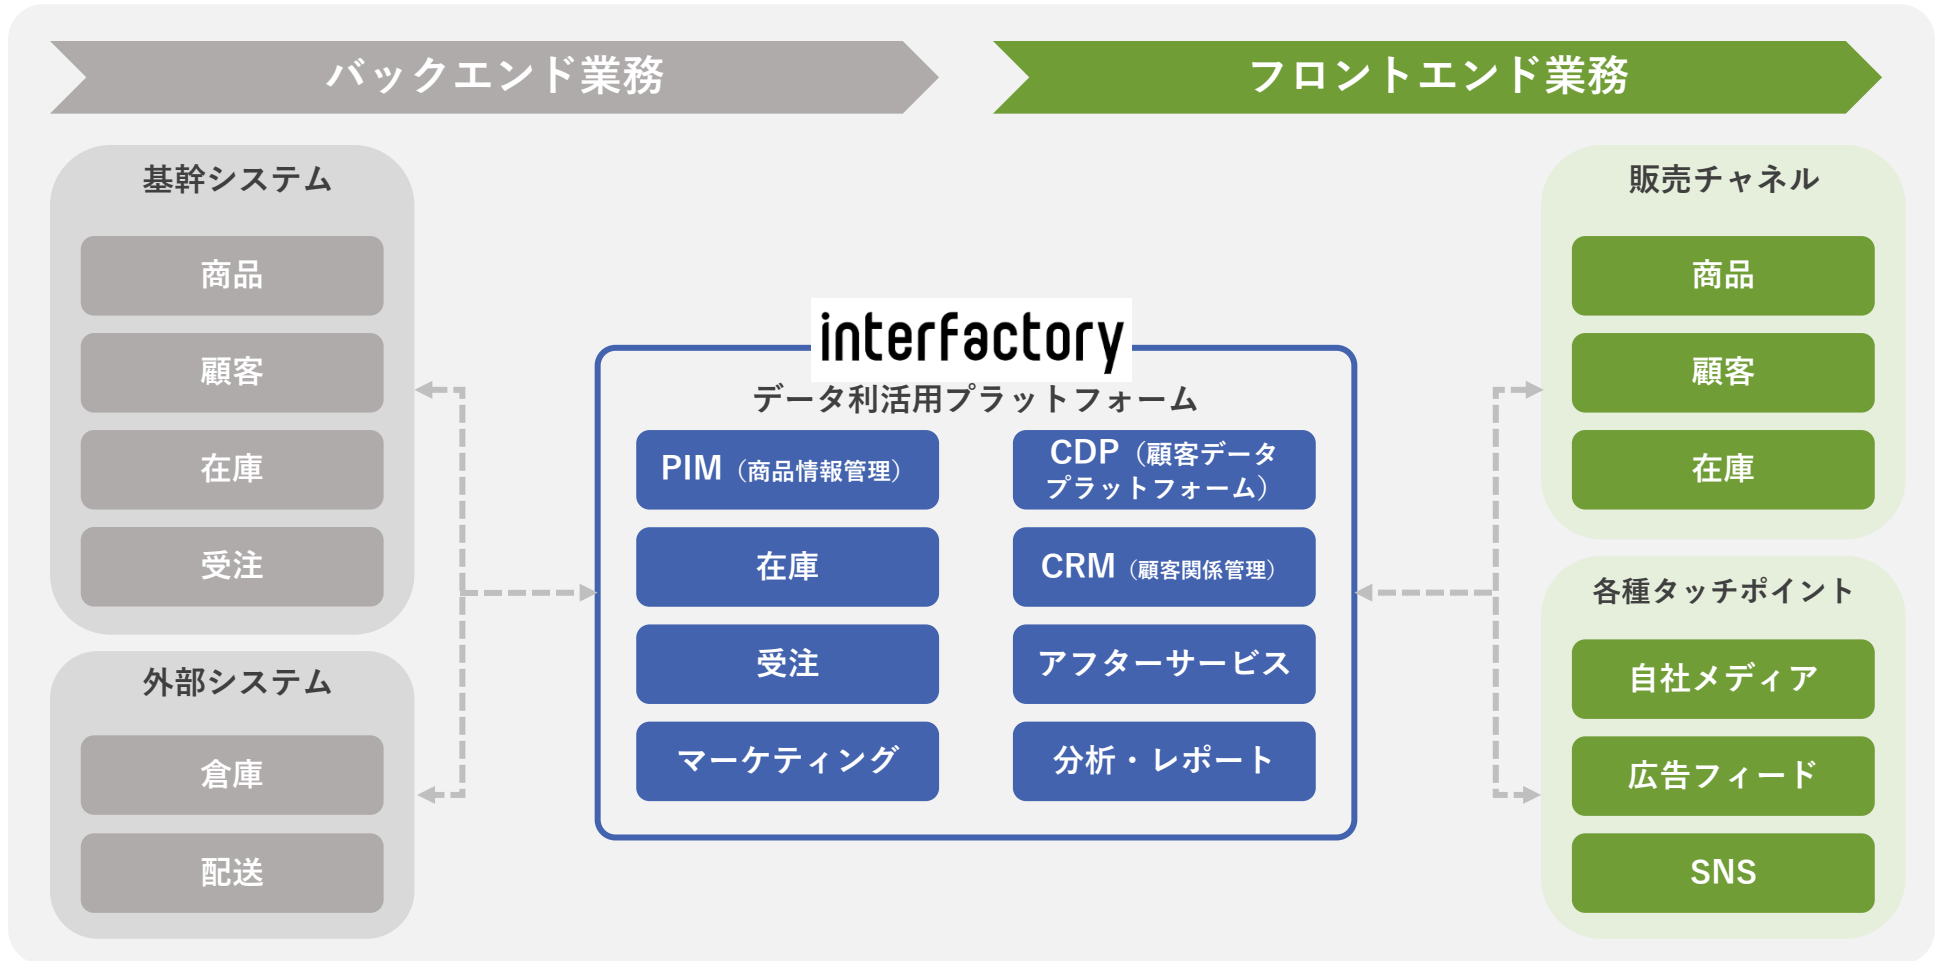 バックエンド業務
フロントエンド業務
基幹システム
商品
顧客
在庫
受注
外部システム
倉庫
配送
interfactory
データ利活用プラットフォーム
PIM（商品情報管理）
CDP（顧客データ
プラットフォーム）
在庫
CRM（顧客関係管理）
受注
アフターサービス
マーケティング
分析・レポート
販売チャネル
商品
顧客
在庫
各種タッチポイント
自社メディア
広告フィード
SNS